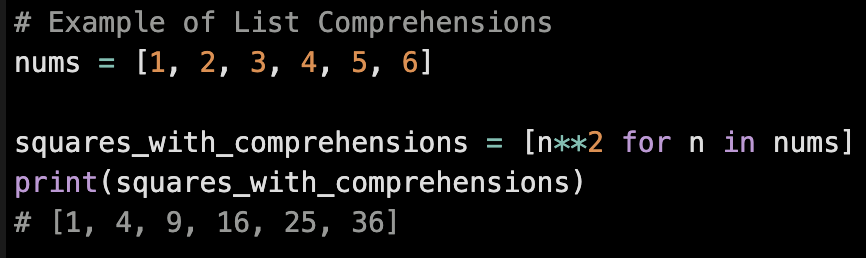 # Example of List Comprehensions
nums = [1, 2, 3, 4, 5, 6]
squares_with_comprehensions = [n**2 for n in nums]
print(squares_with_comprehensions)
# [1, 4, 9, 16, 25, 36]